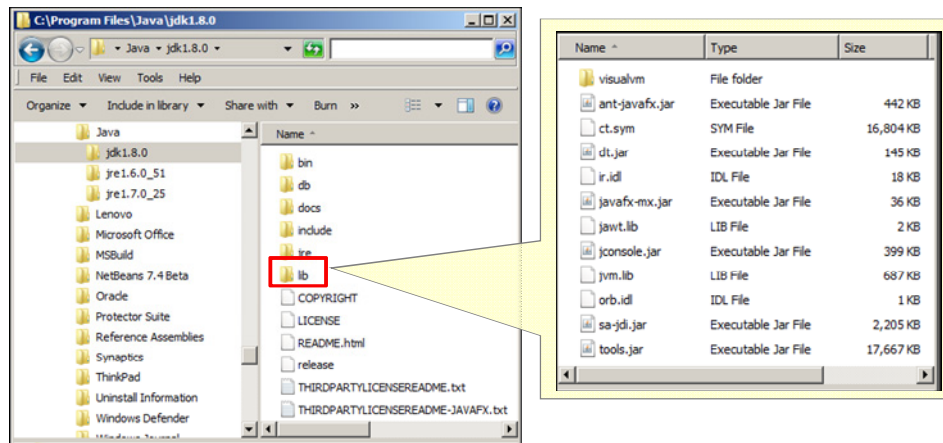 C:\Program Files\Java\jdk1.8.0
Java jdk1.8.0
File Edit View Tools Help
Organize Include in library Share with Burn »
Java
jdk1.8.0
jre1.6.0_51
jre1.7.0_25
Lenovo
Microsoft Office
MSBuild
NetBeans 7.4 Beta
Oracle
Protector Suite
Reference Assemblies
Synaptics
ThinkPad
Uninstall Information
Windows Defender
Windows Journal
Name
bin
db
docs
include
jre
lib
COPYRIGHT
LICENSE
README.html
release
THIRDPARTYLICENSEREADME.txt
THIRDPARTYLICENSEREADME-JAVAFX.txt
Name Type Size
visualvm File folder
ant-javafx.jar Executable Jar File 442 KB
ct.sym SYM File 16,804 KB
dt.jar Executable Jar File 145 KB
ir.idl IDL File 18 KB
javafx-mx.jar Executable Jar File 36 KB
jawt.lib LIB File 2 KB
jconsole.jar Executable Jar File 399 KB
jvm.lib LIB File 687 KB
orb.idl IDL File 1 KB
sa-jdi.jar Executable Jar File 2,205 KB
tools.jar Executable Jar File 17,667 KB